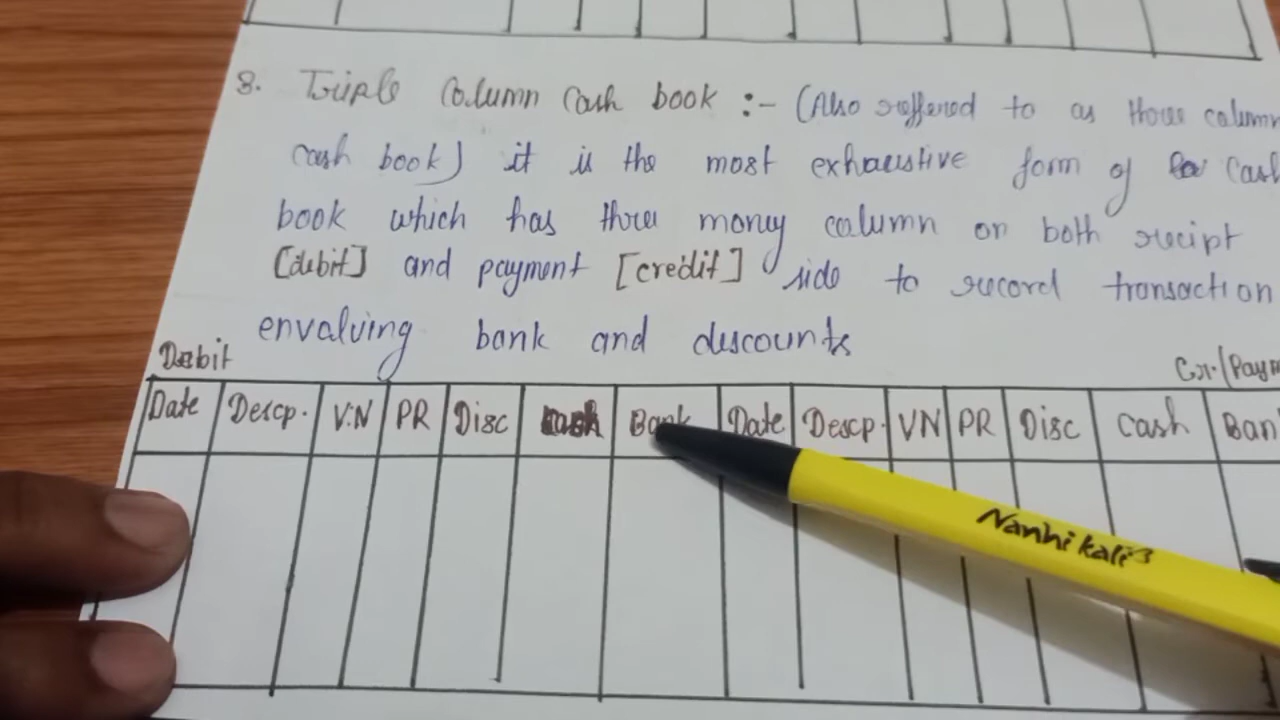 3. Triple Column Cash book :- (Also reffered to as three column
cash book) it is the most exhaustive form of Cash
book which has three money column on both recipt
[debit] and payment [credit] side to record transaction
envalving bank and discounts
Debit Cr.(Paym
Date Descp. V.N PR Disc Cash Bank Date Descp. VN PR Disc Cash Ban
Nanhi kali